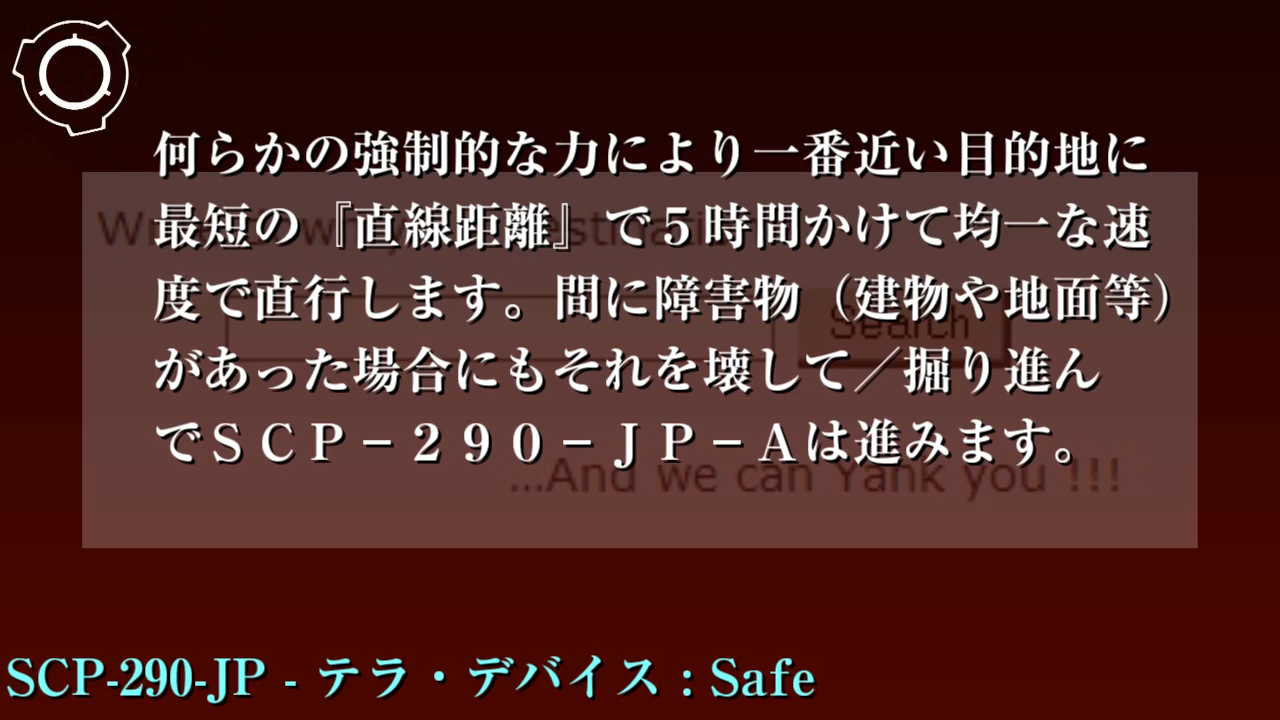 何らかの強制的な力により一番近い目的地に
最短の『直線距離』で５時間かけて均一な速
度で直行します。間に障害物（建物や地面等）
Search
があった場合にもそれを壊して／掘り進ん
でＳＣＰ－２９０－ＪＰ－Ａは進みます。
...And we can Yank you !!!
SCP-290-JP - テラ・デバイス : Safe